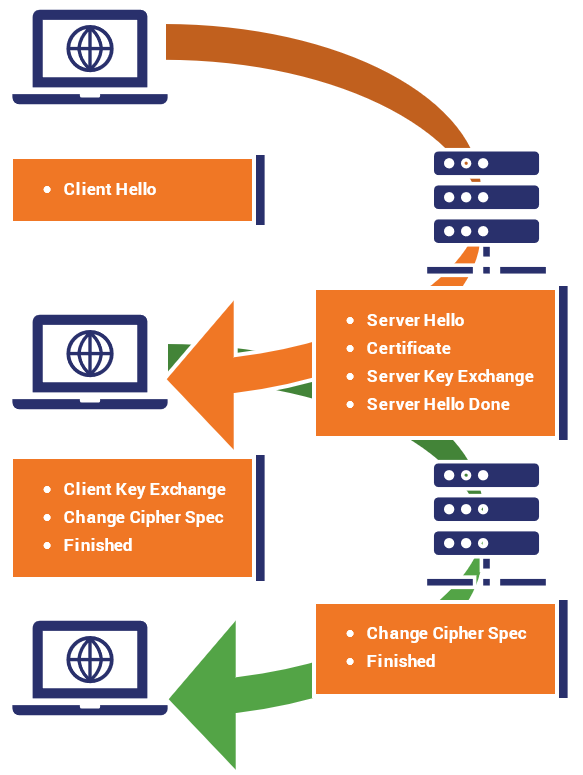 Client Hello
Server Hello
Certificate
Server Key Exchange
Server Hello Done
Client Key Exchange
Change Cipher Spec
Finished
Change Cipher Spec
Finished